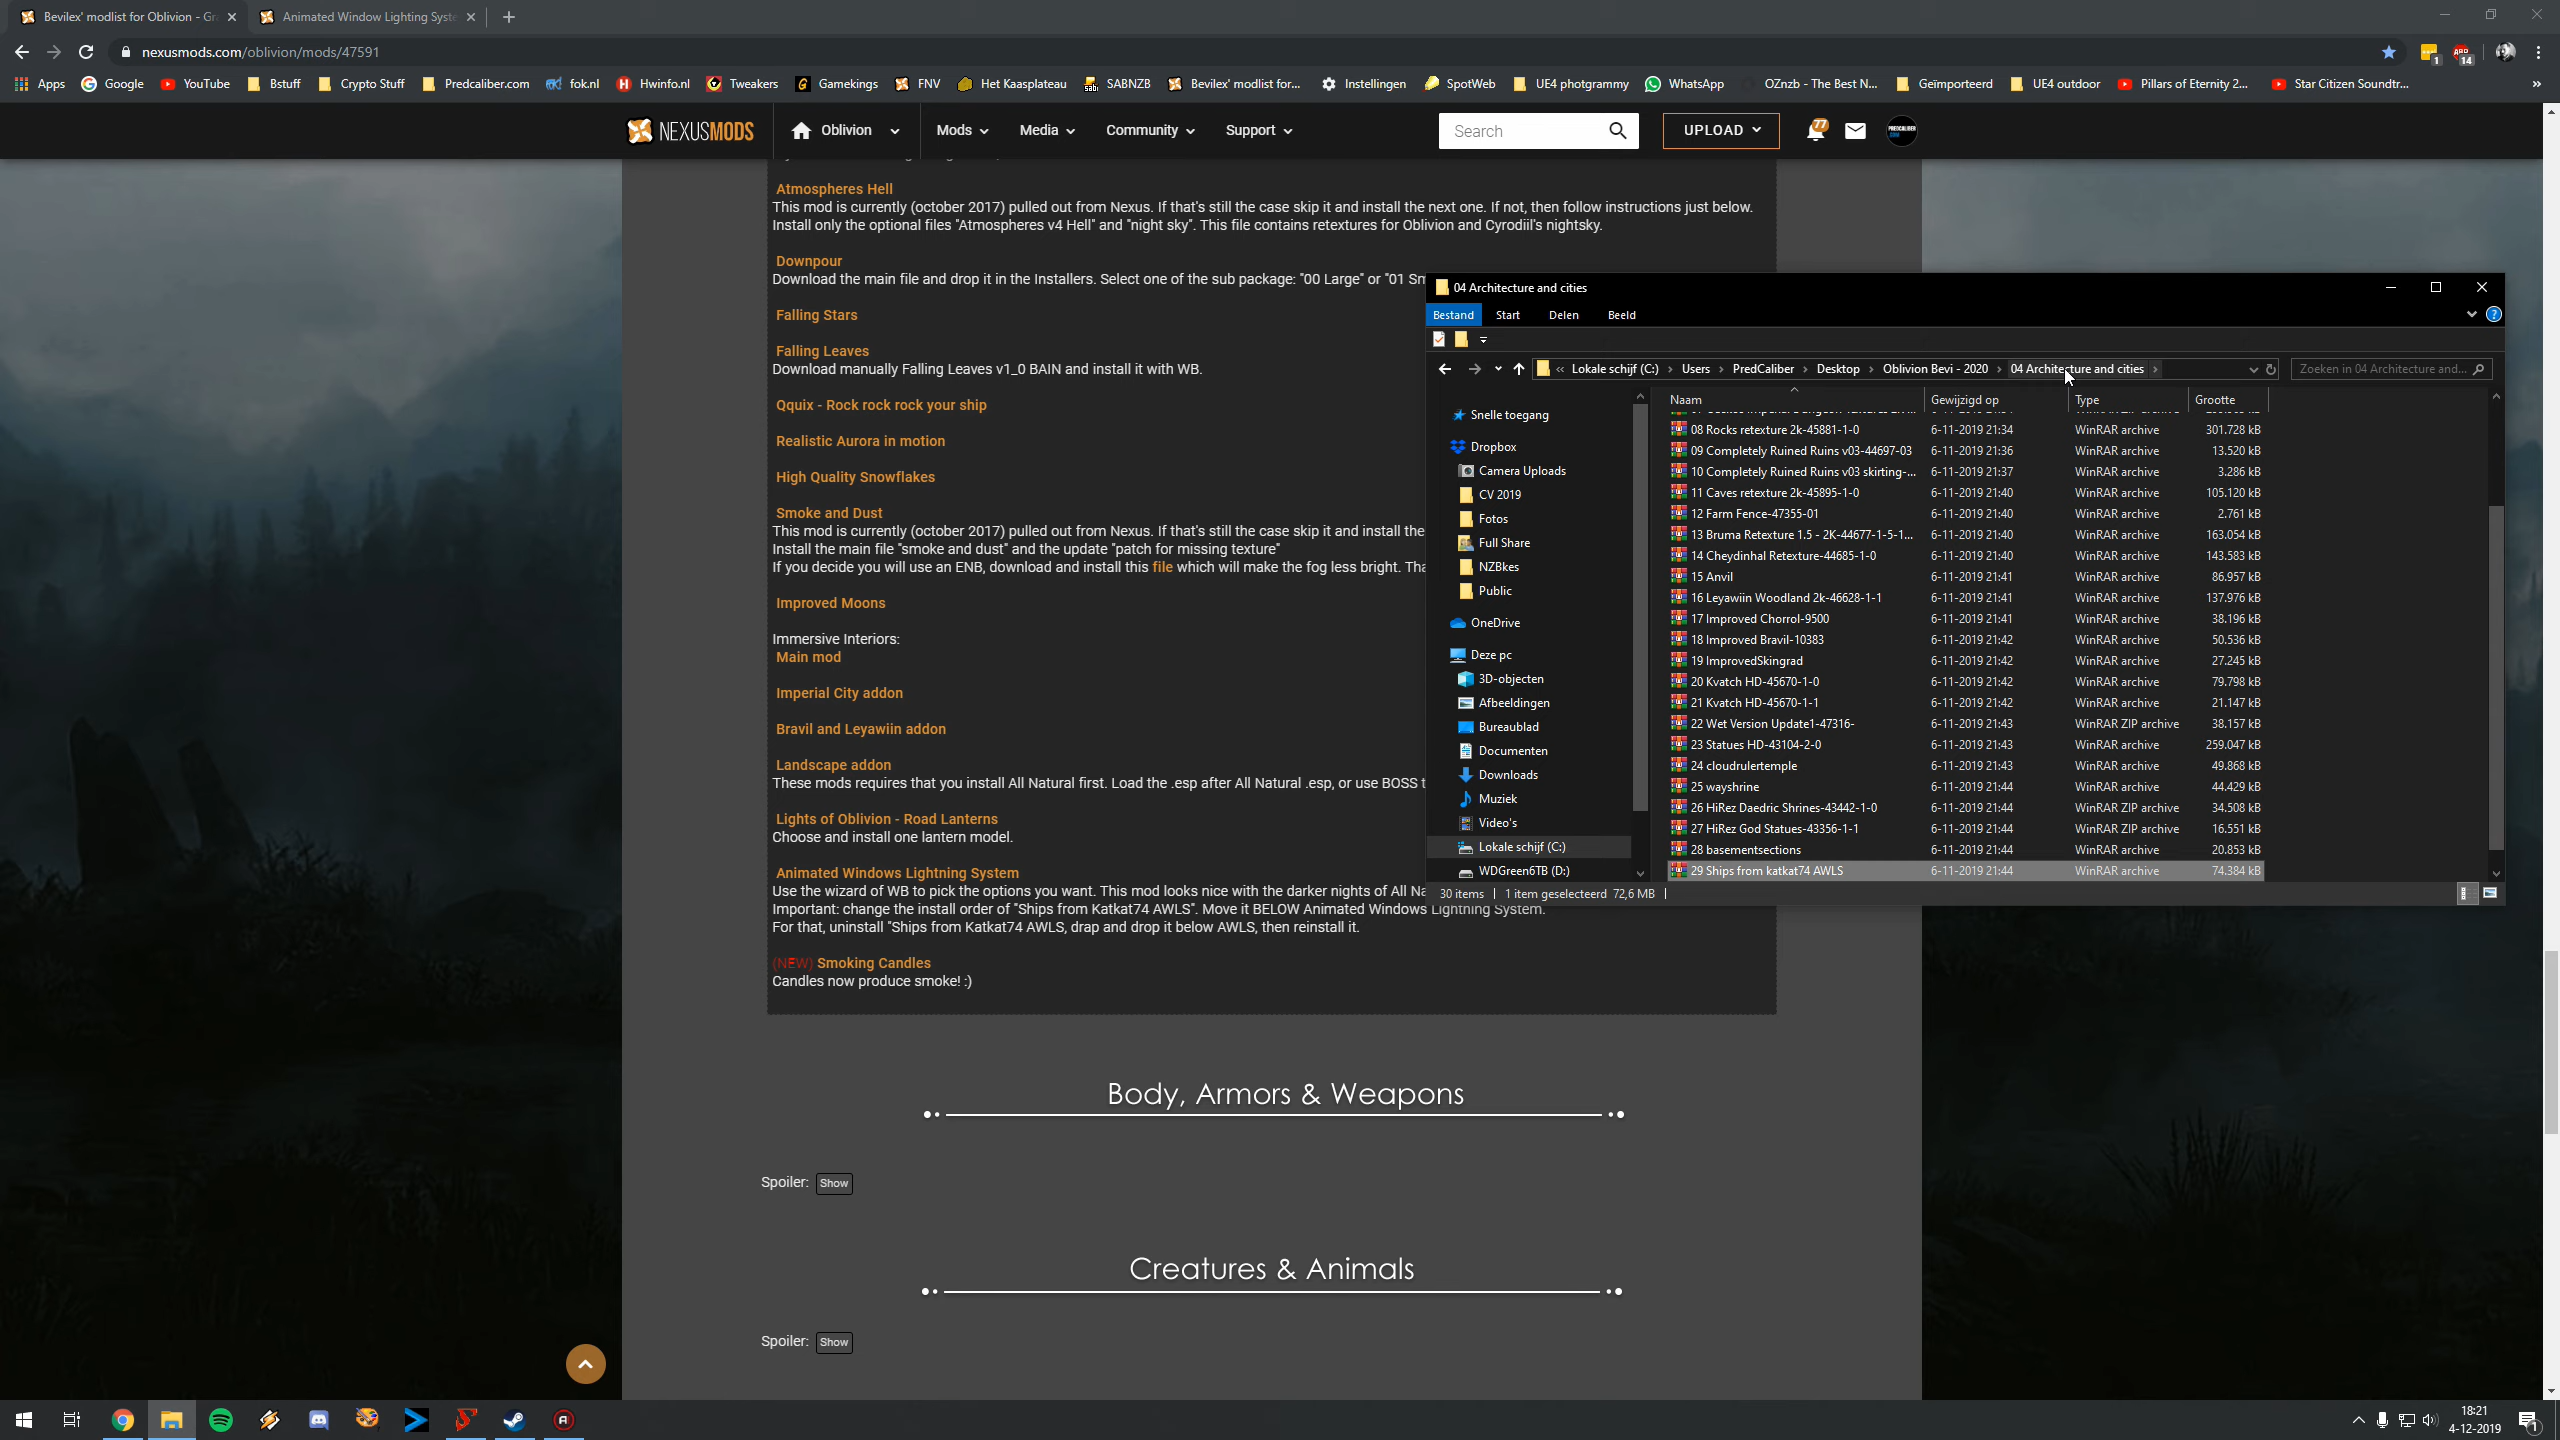 Bevilex' modlist for Oblivion - Gr
Animated Window Lighting Syste
nexusmods.com/oblivion/mods/47591
1
14
Apps
Google
YouTube
Bstuff
Crypto Stuff
Predcaliber.com
fok.nl
Hwinfo.nl
Tweakers
Gamekings
FNV
Het Kaasplateau
SABNZB
Bevilex' modlist for...
Instellingen
SpotWeb
UE4 photgrammy
WhatsApp
OZnzb - The Best N...
Geïmporteerd
UE4 outdoor
Pillars of Eternity 2...
Star Citizen Soundtr...
NEXUSMODS
Oblivion
Mods
Media
Community
Support
Search
UPLOAD
77
Atmospheres Hell
This mod is currently (october 2017) pulled out from Nexus. If that's still the case skip it and install the next one. If not, then follow instructions just below.
Install only the optional files "Atmospheres v4 Hell" and "night sky". This file contains retextures for Oblivion and Cyrodiil's nightsky.
Downpour
Download the main file and drop it in the Installers. Select one of the sub package: "00 Large" or "01 Sm
Falling Stars
Falling Leaves
Download manually Falling Leaves v1_0 BAIN and install it with WB.
Qquix - Rock rock rock your ship
Realistic Aurora in motion
High Quality Snowflakes
Smoke and Dust
This mod is currently (october 2017) pulled out from Nexus. If that's still the case skip it and install the
Install the main file "smoke and dust" and the update "patch for missing texture"
If you decide you will use an ENB, download and install this file which will make the fog less bright. Tha
Improved Moons
Immersive Interiors:
Main mod
Imperial City addon
Bravil and Leyawiin addon
Landscape addon
These mods requires that you install All Natural first. Load the .esp after All Natural .esp, or use BOSS t
Lights of Oblivion - Road Lanterns
Choose and install one lantern model.
Animated Windows Lightning System
Use the wizard of WB to pick the options you want. This mod looks nice with the darker nights of All Na
Important: change the install order of "Ships from Katkat74 AWLS". Move it BELOW Animated Windows Lightning System.
For that, uninstall "Ships from Katkat74 AWLS, drap and drop it below AWLS, then reinstall it.
(NEW) Smoking Candles
Candles now produce smoke! :)
Body, Armors & Weapons
Spoiler: Show
Creatures & Animals
Spoiler: Show
04 Architecture and cities
Bestand
Start
Delen
Beeld
« Lokale schijf (C:) › Users › PredCaliber › Desktop › Oblivion Bevi - 2020 › 04 Architecture and cities ›
Zoeken in 04 Architecture and...
Snelle toegang
Dropbox
Camera Uploads
CV 2019
Fotos
Full Share
NZBkes
Public
OneDrive
Deze pc
3D-objecten
Afbeeldingen
Bureaublad
Documenten
Downloads
Muziek
Video's
Lokale schijf (C:)
WDGreen6TB (D:)
Naam Gewijzigd op Type Grootte
08 Rocks retexture 2k-45881-1-0 6-11-2019 21:34 WinRAR archive 301.728 kB
09 Completely Ruined Ruins v03-44697-03 6-11-2019 21:36 WinRAR archive 13.520 kB
10 Completely Ruined Ruins v03 skirting-... 6-11-2019 21:37 WinRAR archive 3.286 kB
11 Caves retexture 2k-45895-1-0 6-11-2019 21:40 WinRAR archive 105.120 kB
12 Farm Fence-47355-01 6-11-2019 21:40 WinRAR archive 2.761 kB
13 Bruma Retexture 1.5 - 2K-44677-1-5-1... 6-11-2019 21:40 WinRAR archive 163.054 kB
14 Cheydinhal Retexture-44685-1-0 6-11-2019 21:40 WinRAR archive 143.583 kB
15 Anvil 6-11-2019 21:41 WinRAR archive 86.957 kB
16 Leyawiin Woodland 2k-46628-1-1 6-11-2019 21:41 WinRAR archive 137.976 kB
17 Improved Chorrol-9500 6-11-2019 21:41 WinRAR archive 38.196 kB
18 Improved Bravil-10383 6-11-2019 21:42 WinRAR archive 50.536 kB
19 ImprovedSkingrad 6-11-2019 21:42 WinRAR archive 27.245 kB
20 Kvatch HD-45670-1-0 6-11-2019 21:42 WinRAR archive 79.798 kB
21 Kvatch HD-45670-1-1 6-11-2019 21:42 WinRAR archive 21.147 kB
22 Wet Version Update1-47316- 6-11-2019 21:43 WinRAR ZIP archive 38.157 kB
23 Statues HD-43104-2-0 6-11-2019 21:43 WinRAR archive 259.047 kB
24 cloudrulertemple 6-11-2019 21:43 WinRAR archive 49.868 kB
25 wayshrine 6-11-2019 21:44 WinRAR archive 44.429 kB
26 HiRez Daedric Shrines-43442-1-0 6-11-2019 21:44 WinRAR ZIP archive 34.508 kB
27 HiRez God Statues-43356-1-1 6-11-2019 21:44 WinRAR ZIP archive 16.551 kB
28 basementsections 6-11-2019 21:44 WinRAR archive 20.853 kB
29 Ships from katkat74 AWLS 6-11-2019 21:44 WinRAR archive 74.384 kB
30 items
1 item geselecteerd 72,6 MB
18:21
4-12-2019
1